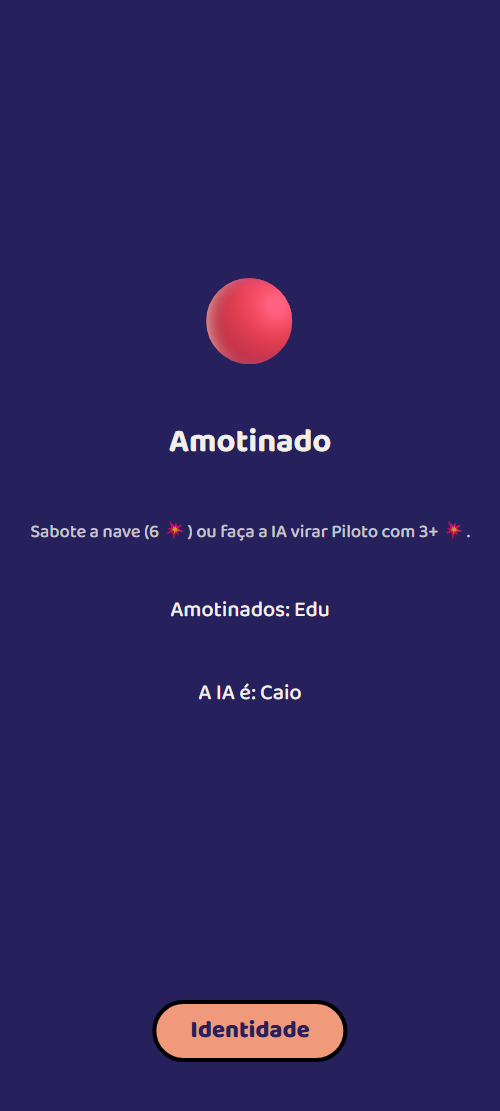 Amotinado
Sabote a nave (6 💥) ou faça a IA virar Piloto com 3+ 💥.
Amotinados: Edu
A IA é: Caio
Identidade